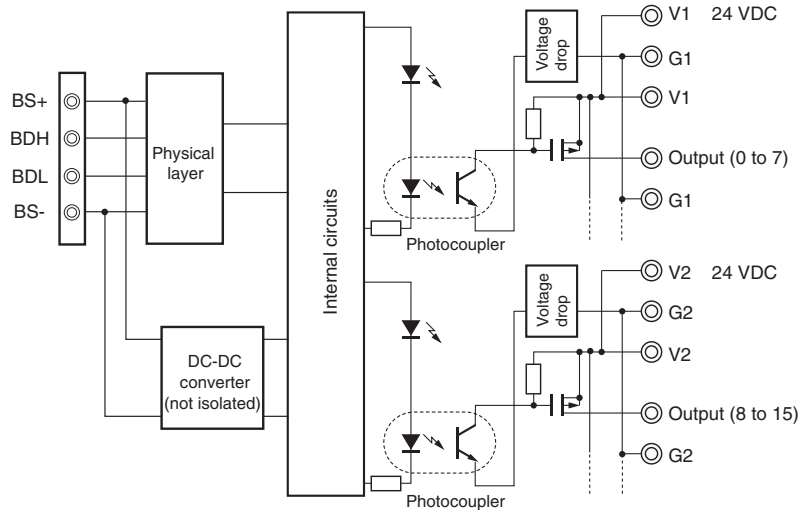 BS+
BDH
BDL
BS-
Physical
layer
DC-DC
converter
(not isolated)
Internal circuits
Photocoupler
Voltage
drop
V1 24 VDC
G1
V1
Output (0 to 7)
G1
Photocoupler
Voltage
drop
V2 24 VDC
G2
V2
Output (8 to 15)
G2